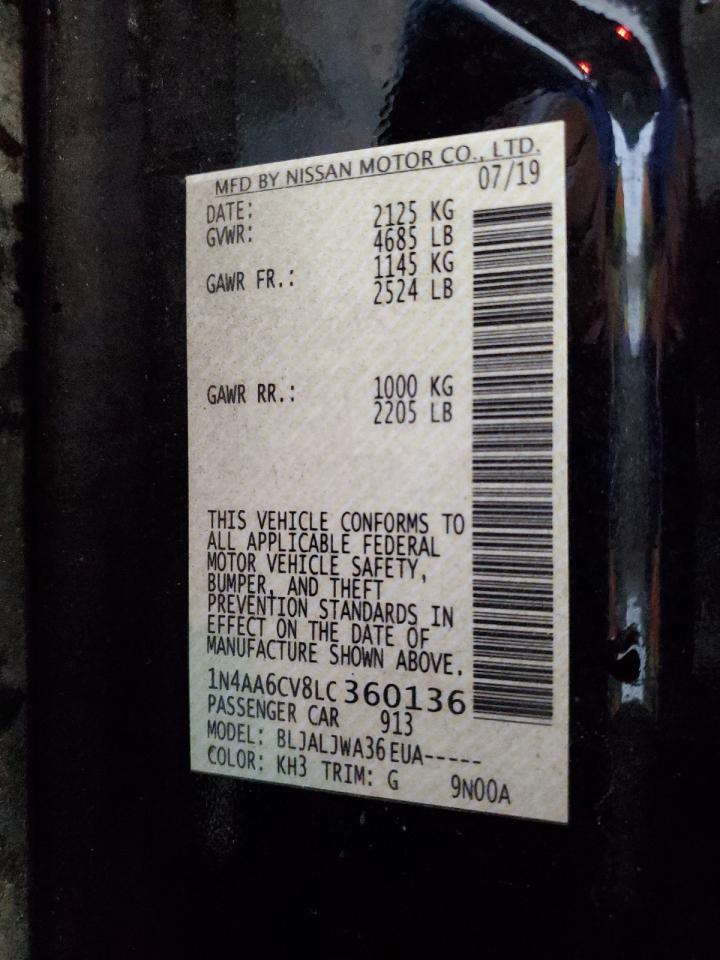 MFD BY NISSAN MOTOR CO., LTD.
07/19
DATE: 2125 KG
GVWR: 4685 LB
1145 KG
GAWR FR.: 2524 LB
GAWR RR.: 1000 KG
2205 LB
THIS VEHICLE CONFORMS TO
ALL APPLICABLE FEDERAL
MOTOR VEHICLE SAFETY,
BUMPER, AND THEFT
PREVENTION STANDARDS IN
EFFECT ON THE DATE OF
MANUFACTURE SHOWN ABOVE.
1N4AA6CV8LC 360136
PASSENGER CAR 913
MODEL: BLJALJWA36EUA-----
COLOR: KH3 TRIM: G 9N00A